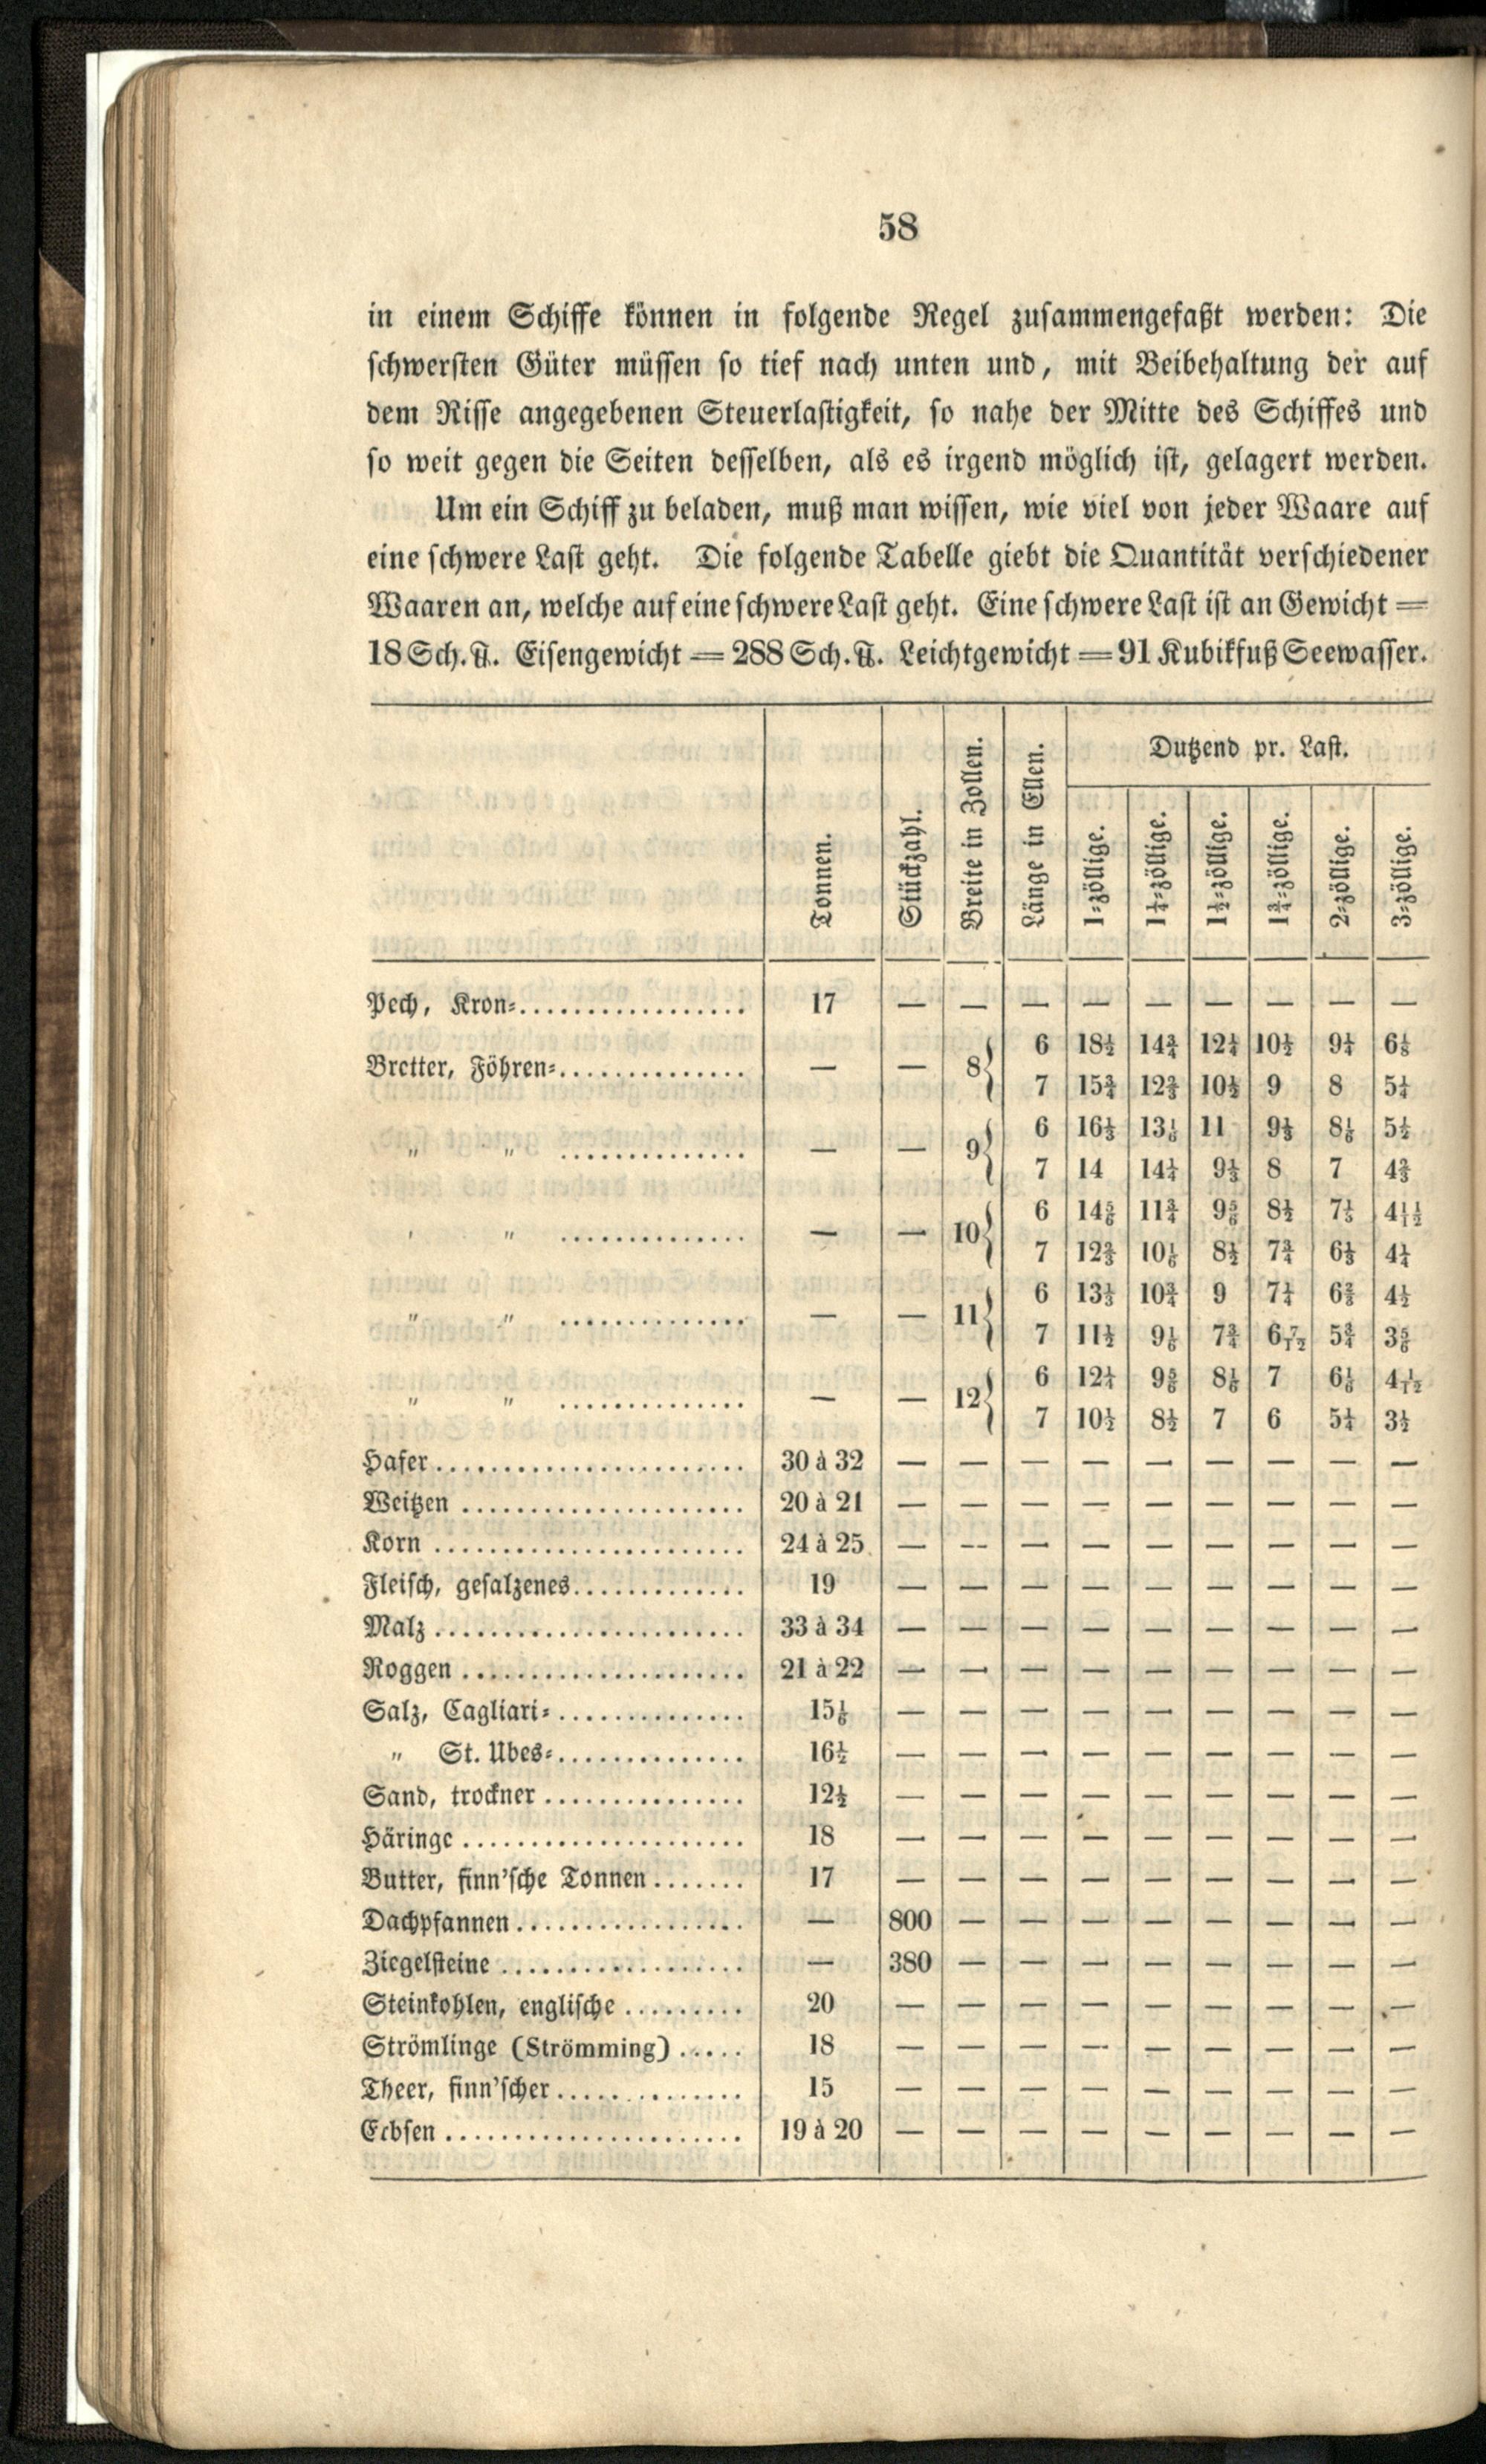 58
in einem Schiffe können in folgende Regel zusammengefaßt werden: Die
schwersten Güter müssen so tief nach unten und, mit Beibehaltung der auf
dem Risse angegebenen Steuerlastigkeit, so nahe der Mitte des Schiffes und
so weit gegen die Seiten desselben, als es irgend möglich ist, gelagert werden.
Um ein Schiff zu beladen, muß man wissen, wie viel von jeder Waare auf
eine schwere Last geht. Die folgende Tabelle giebt die Quantität verschiedener
Waaren an, welche auf eine schwere Last geht. Eine schwere Last ist an Gewicht =
18 Sch. ℔. Eisengewicht = 288 Sch. ℔. Leichtgewicht = 91 Kubikfuß Seewasser.
Tonnen. Stückzahl. Breite in Zollen. Länge in Ellen. Dutzend pr. Last.
1-zöllige. 1¼-zöllige. 1½-zöllige. 1¾-zöllige. 2-zöllige. 3-zöllige.
Pech, Kron-.................. 17 — — — — — — — — —
6 18½ 14¾ 12¼ 10½ 9¼ 6⅛
Bretter, Föhren-.............. — — 8}
7 15¾ 12⅔ 10½ 9 8 5¼
6 16⅓ 13⅙ 11 9⅓ 8⅙ 5½
" " .............. — — 9}
7 14 14¼ 9⅓ 8 7 4⅔
6 14⅚ 11¾ 9⅚ 8½ 7⅓ 4 11/12
' " .............. — — 10}
7 12⅔ 10⅙ 8½ 7¾ 6⅓ 4¼
6 13⅓ 10¾ 9 7¼ 6⅔ 4½
" " .............. — — 11}
7 11½ 9⅙ 7¾ 6 7/12 5¾ 3⅚
6 12¼ 9⅚ 8⅙ 7 6⅙ 4 1/12
" " .............. — — 12}
7 10½ 8½ 7 6 5¼ 3½
Hafer........................ 30 à 32 — — — — — — — — —
Weitzen ...................... 20 à 21 — — — — — — — — —
Korn ........................ 24 à 25 — — — — — — — — —
Fleisch, gesalzenes............. 19 — — — — — — — — —
Malz ........................ 33 à 34 — — — — — — — — —
Roggen ...................... 21 à 22 — — — — — — — — —
Salz, Cagliari-.............. 15⅙ — — — — — — — — —
" St. Ubes-.............. 16½ — — — — — — — — —
Sand, trockner ............... 12½ — — — — — — — — —
Häringe ...................... 18 — — — — — — — — —
Butter, finn'sche Tonnen....... 17 — — — — — — — — —
Dachpfannen.................. — 800 — — — — — — — —
Ziegelsteine ................... — 380 — — — — — — — —
Steinkohlen, englische ......... 20 — — — — — — — — —
Strömlinge (Strömming) ..... 18 — — — — — — — — —
Theer, finn'scher.............. 15 — — — — — — — — —
Erbsen ....................... 19 à 20 — — — — — — — — —